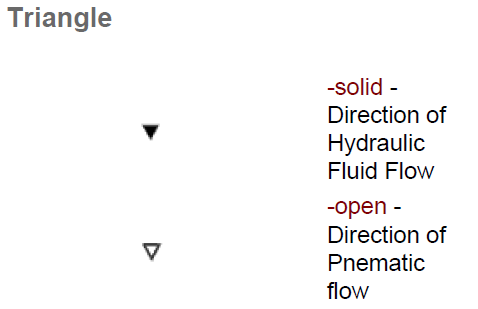 Triangle
-solid -
Direction of
Hydraulic
Fluid Flow
-open -
Direction of
Pnematic
flow